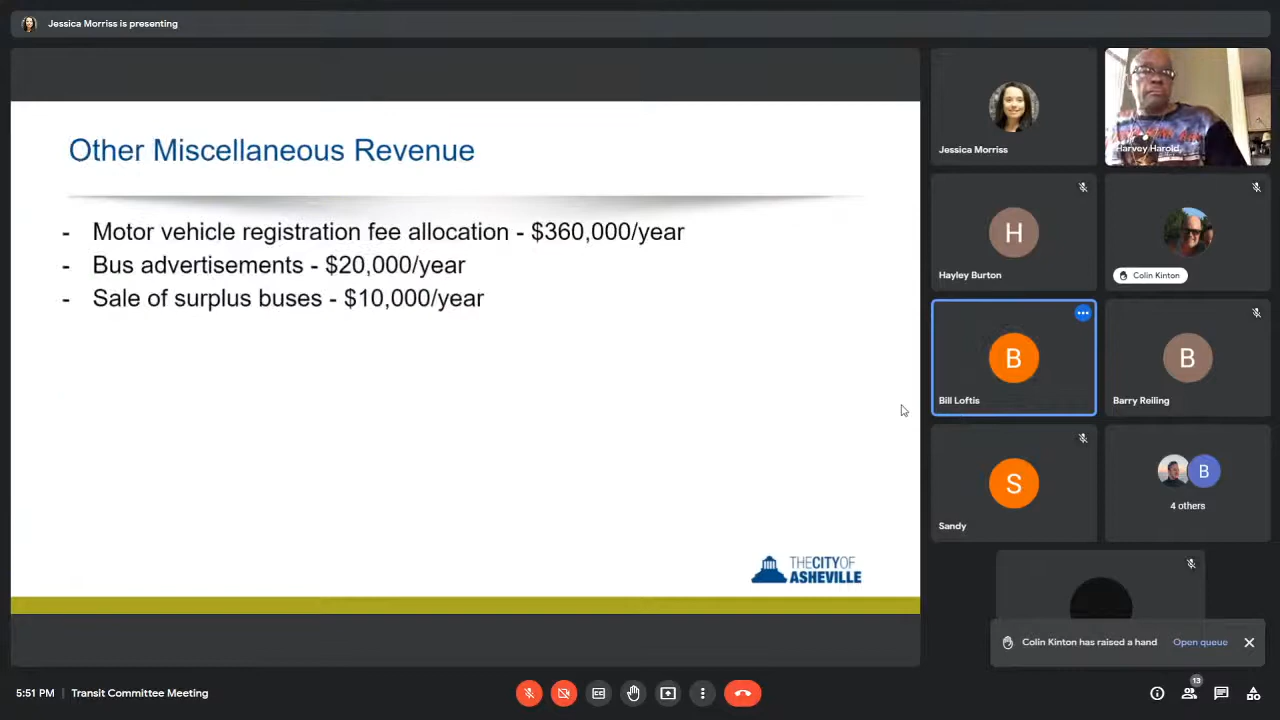 Jessica Morriss is presenting
Other Miscellaneous Revenue
- Motor vehicle registration fee allocation - $360,000/year
- Bus advertisements - $20,000/year
- Sale of surplus buses - $10,000/year
THE CITY OF
ASHEVILLE
Jessica Morriss
Harvey Harold
H
Hayley Burton
Colin Kinton
B
Bill Loftis
B
Barry Reiling
S
Sandy
B
4 others
Colin Kinton has raised a hand Open queue
5:51 PM | Transit Committee Meeting
CC
13